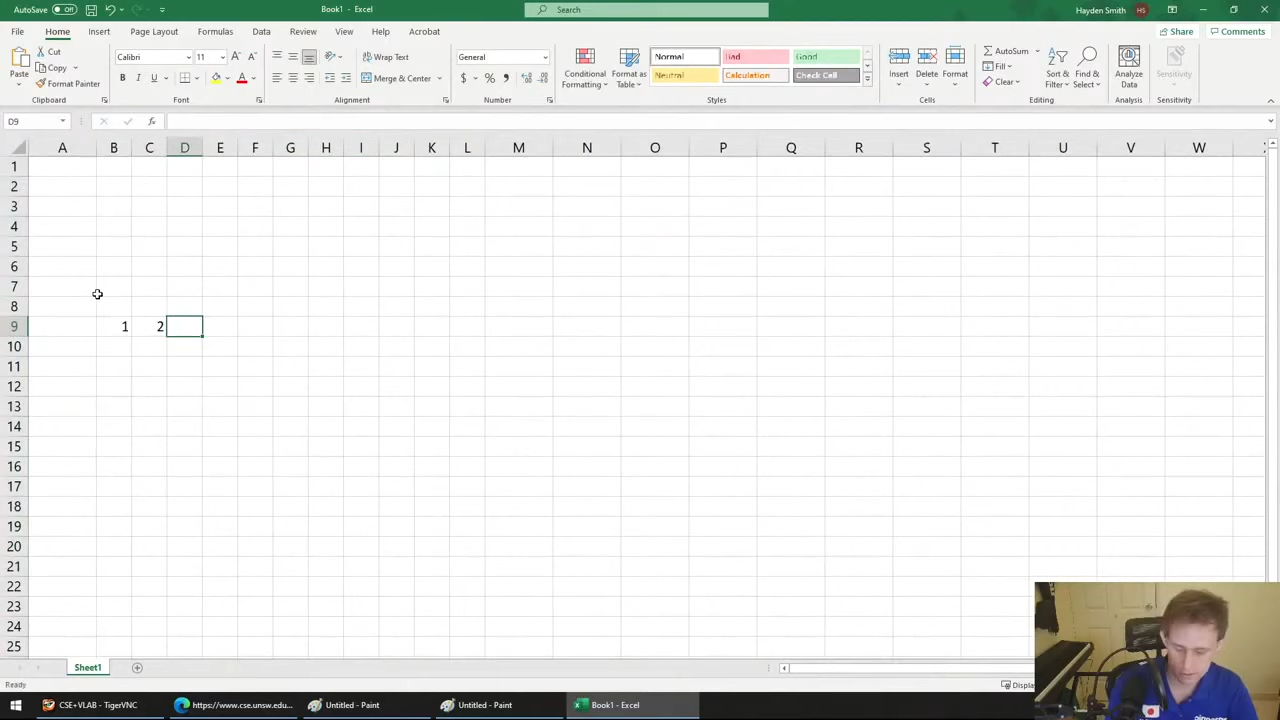 AutoSave Off Book1 - Excel Search Hayden Smith HS
File Home Insert Page Layout Formulas Data Review View Help Acrobat Share Comments
Paste Cut Copy Format Painter Clipboard
Calibri 11 B I U Font
Wrap Text Merge & Center Alignment
General $ % Number
Conditional Formatting Format as Table
Normal Bad Good
Neutral Calculation Check Cell
Styles
Insert Delete Format Cells
AutoSum Fill Clear Sort & Filter Find & Select Editing
Analyze Data Analysis
Sensitivity Sensitivity
D9 fx
A B C D E F G H I J K L M N O P Q R S T U V W
1
2
3
4
5
6
7
8
9 1 2
10
11
12
13
14
15
16
17
18
19
20
21
22
23
24
25
Sheet1
Ready
CSE+ VLAB - TigerVNC https://www.cse.unsw.edu... Untitled - Paint Untitled - Paint Book1 - Excel